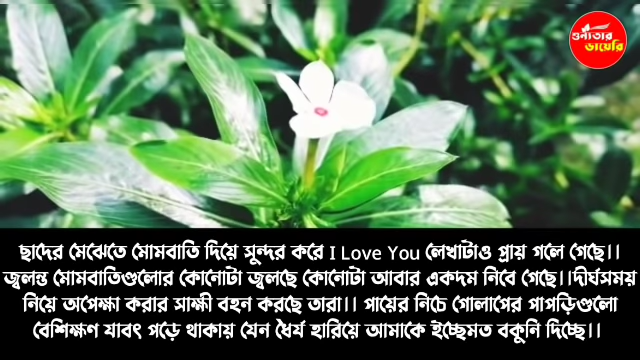 শুন্যতার
ডায়েরি
ছাদের মেঝেতে মোমবাতি দিয়ে সুন্দর করে I Love You লেখাটাও প্রায় গলে গেছে।।
জ্বলন্ত মোমবাতিগুলোর কোনোটা জ্বলছে কোনোটা আবার একদম নিবে গেছে।।দীর্ঘসময়
নিয়ে অপেক্ষা করার সাক্ষী বহন করছে তারা।। পায়ের নিচে গোলাপের পাপড়িগুলো
বেশিক্ষণ যাবৎ পড়ে থাকায় যেন ধৈর্য হারিয়ে আমাকে ইচ্ছেমত বকুনি দিচ্ছে।।